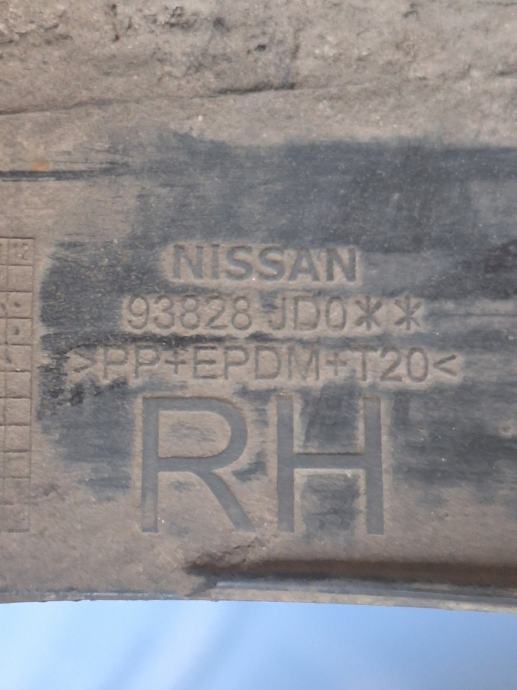 NISSAN
93828 JD0**
>PP+EPDM+T20<
RH